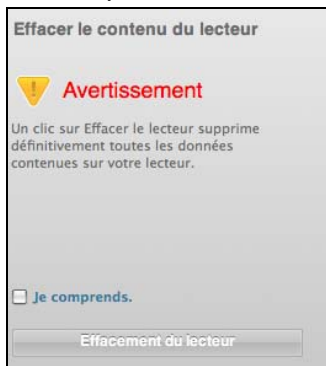 Effacer le contenu du lecteur
Avertissement
Un clic sur Effacer le lecteur supprime
définitivement toutes les données
contenues sur votre lecteur.
Je comprends.
Effacement du lecteur